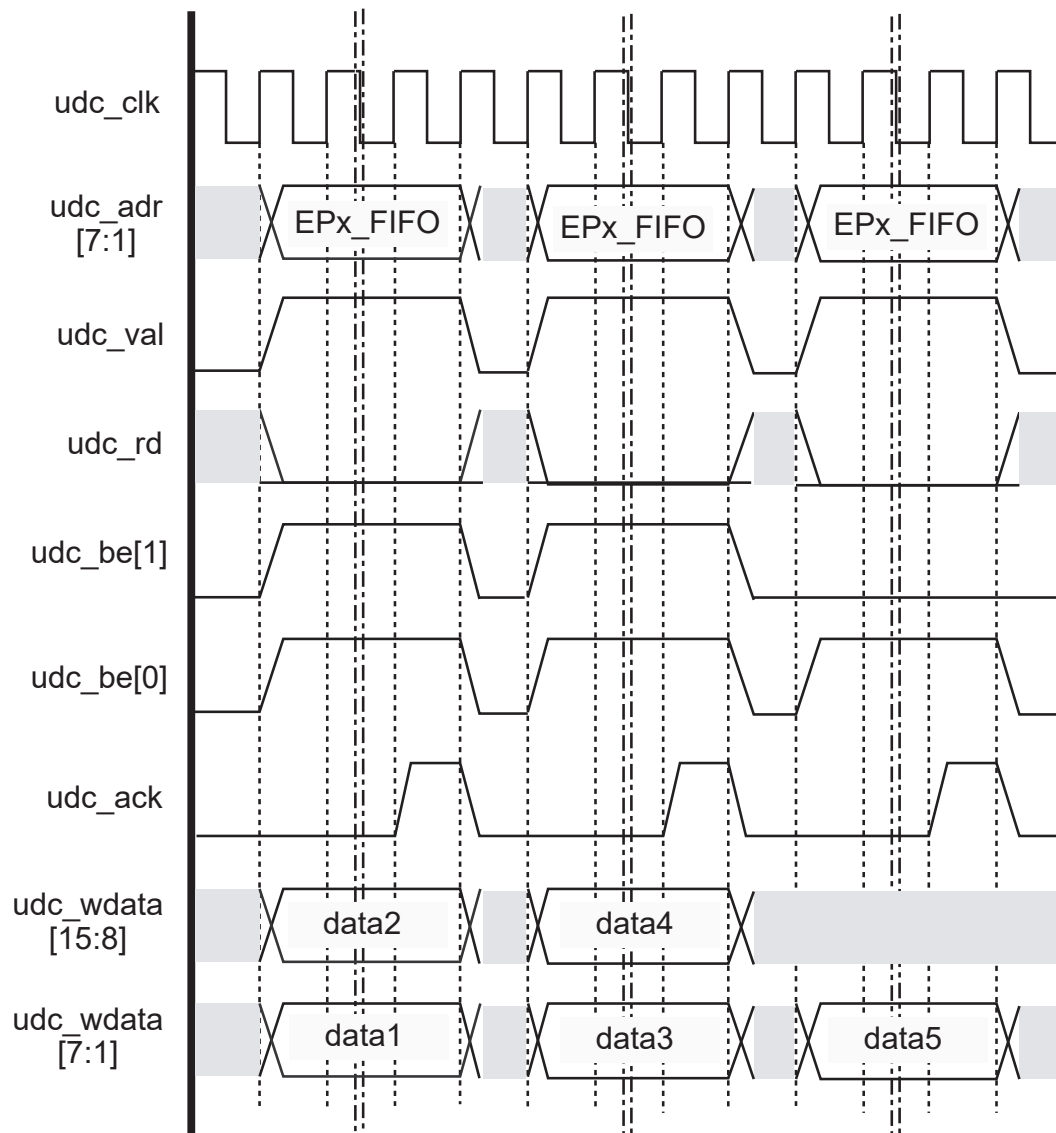 udc_clk
udc_adr
[7:1]
EPx_FIFO
EPx_FIFO
EPx_FIFO
udc_val
udc_rd
udc_be[1]
udc_be[0]
udc_ack
udc_wdata
[15:8]
data2
data4
udc_wdata
[7:1]
data1
data3
data5